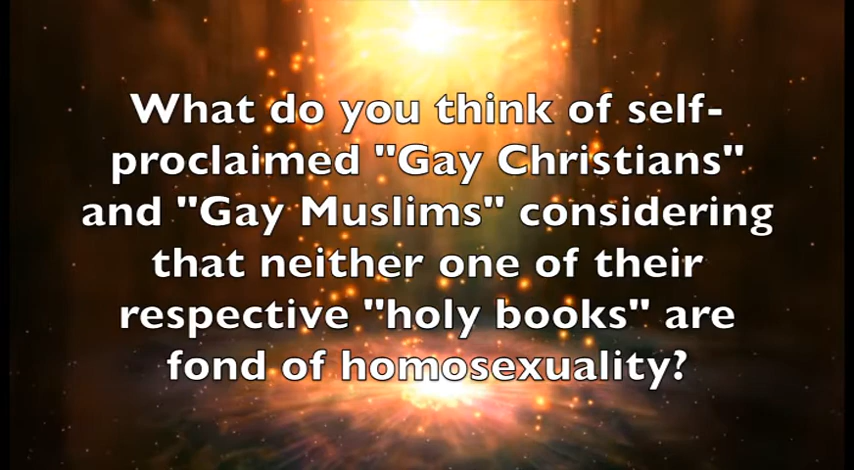 What do you think of self-
proclaimed "Gay Christians"
and "Gay Muslims" considering
that neither one of their
respective "holy books" are
fond of homosexuality?